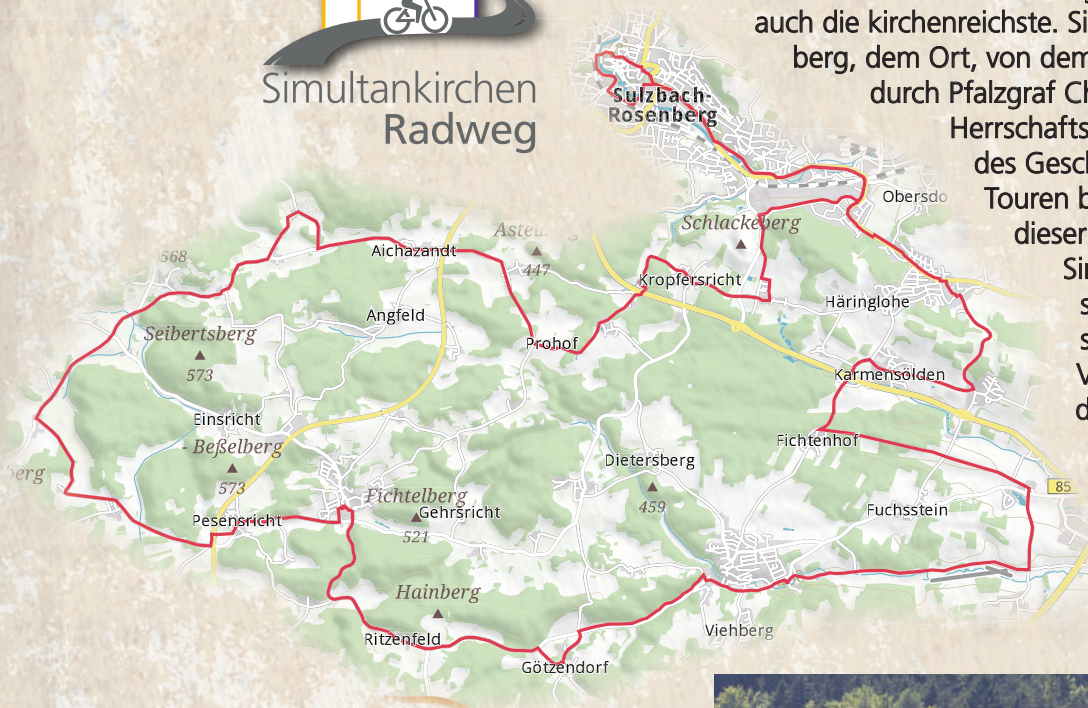 Simultankirchen
Radweg
auch die kirchenreichste. Si
berg, dem Ort, von dem
durch Pfalzgraf Ch
Herrschafts
des Gesch
Touren b
dieser
Sulzbach-
Rosenberg
Obersdo
Schlackeberg
568
Aichazandt
447
Kropfersricht
Häringlohe
Angfeld
Seibertsberg
573
Prohof
Karmensölden
Einsricht
- Beßelberg
573
Fichtenhof
Dietersberg
459
berg
85
Fichtelberg
521
Gehrsricht
Fuchsstein
Pesensricht
Hainberg
Ritzenfeld
Viehberg
Götzendorf